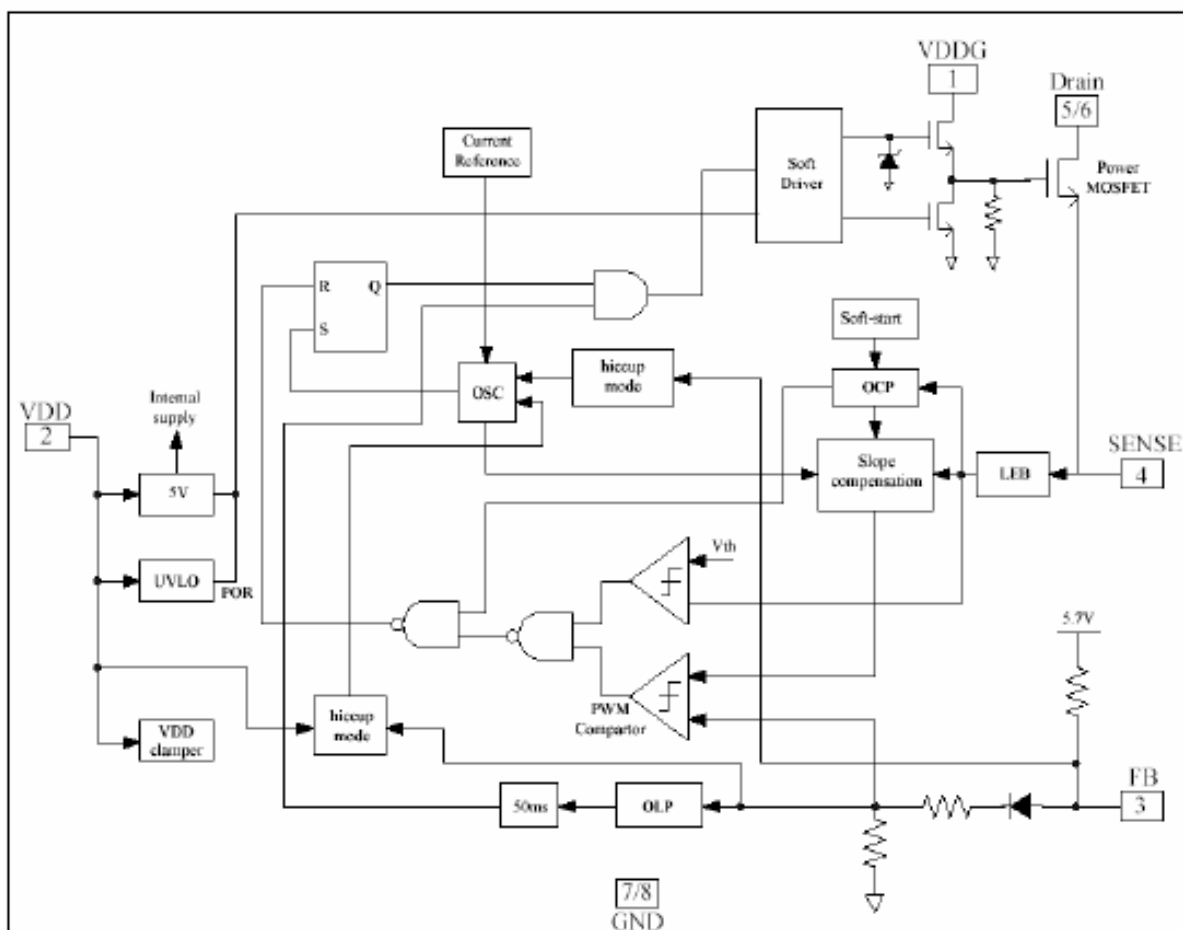 VDDG
1
Drain
5/6
Current
Reference
Soft
Driver
Power
MOSFET
R
Q
S
Soft-start
OSC
hiccup
mode
OCP
Internal
supply
VDD
2
5V
Slope
compensation
LEB
SENSE
4
UVLO
POR
Vth
5.7V
hiccup
mode
PWM
Compartor
VDD
clamper
50ms
OLP
FB
3
7/8
GND